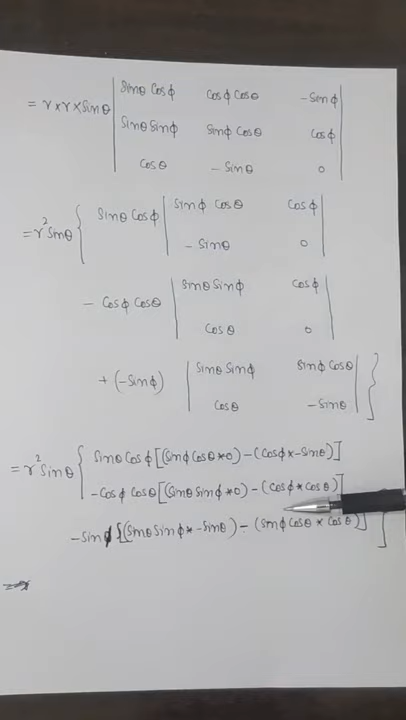 sinθ cosϕ cosϕ cosθ -sinϕ
= r×r×sinθ
sinθ sinϕ sinϕ cosθ cosϕ
cosθ - sinθ 0
= r² sinθ { sinθ cosϕ | sinϕ cosθ cosϕ |
- sinθ 0
- cosϕ cosθ | sinθ sinϕ cosϕ |
cosθ 0
+ (-sinϕ) | sinθ sinϕ sinϕ cosθ | }
cosθ -sinθ
= r² sinθ { sinθ cosϕ [(sinϕ cosθ*0) - (cosϕ*-sinθ)]
-cosϕ cosθ [(sinθ sinϕ*0) - (cosϕ * cosθ)]
-sinϕ [(sinθ sinϕ * -sinθ) - (sinϕ cosθ * cosθ)] }